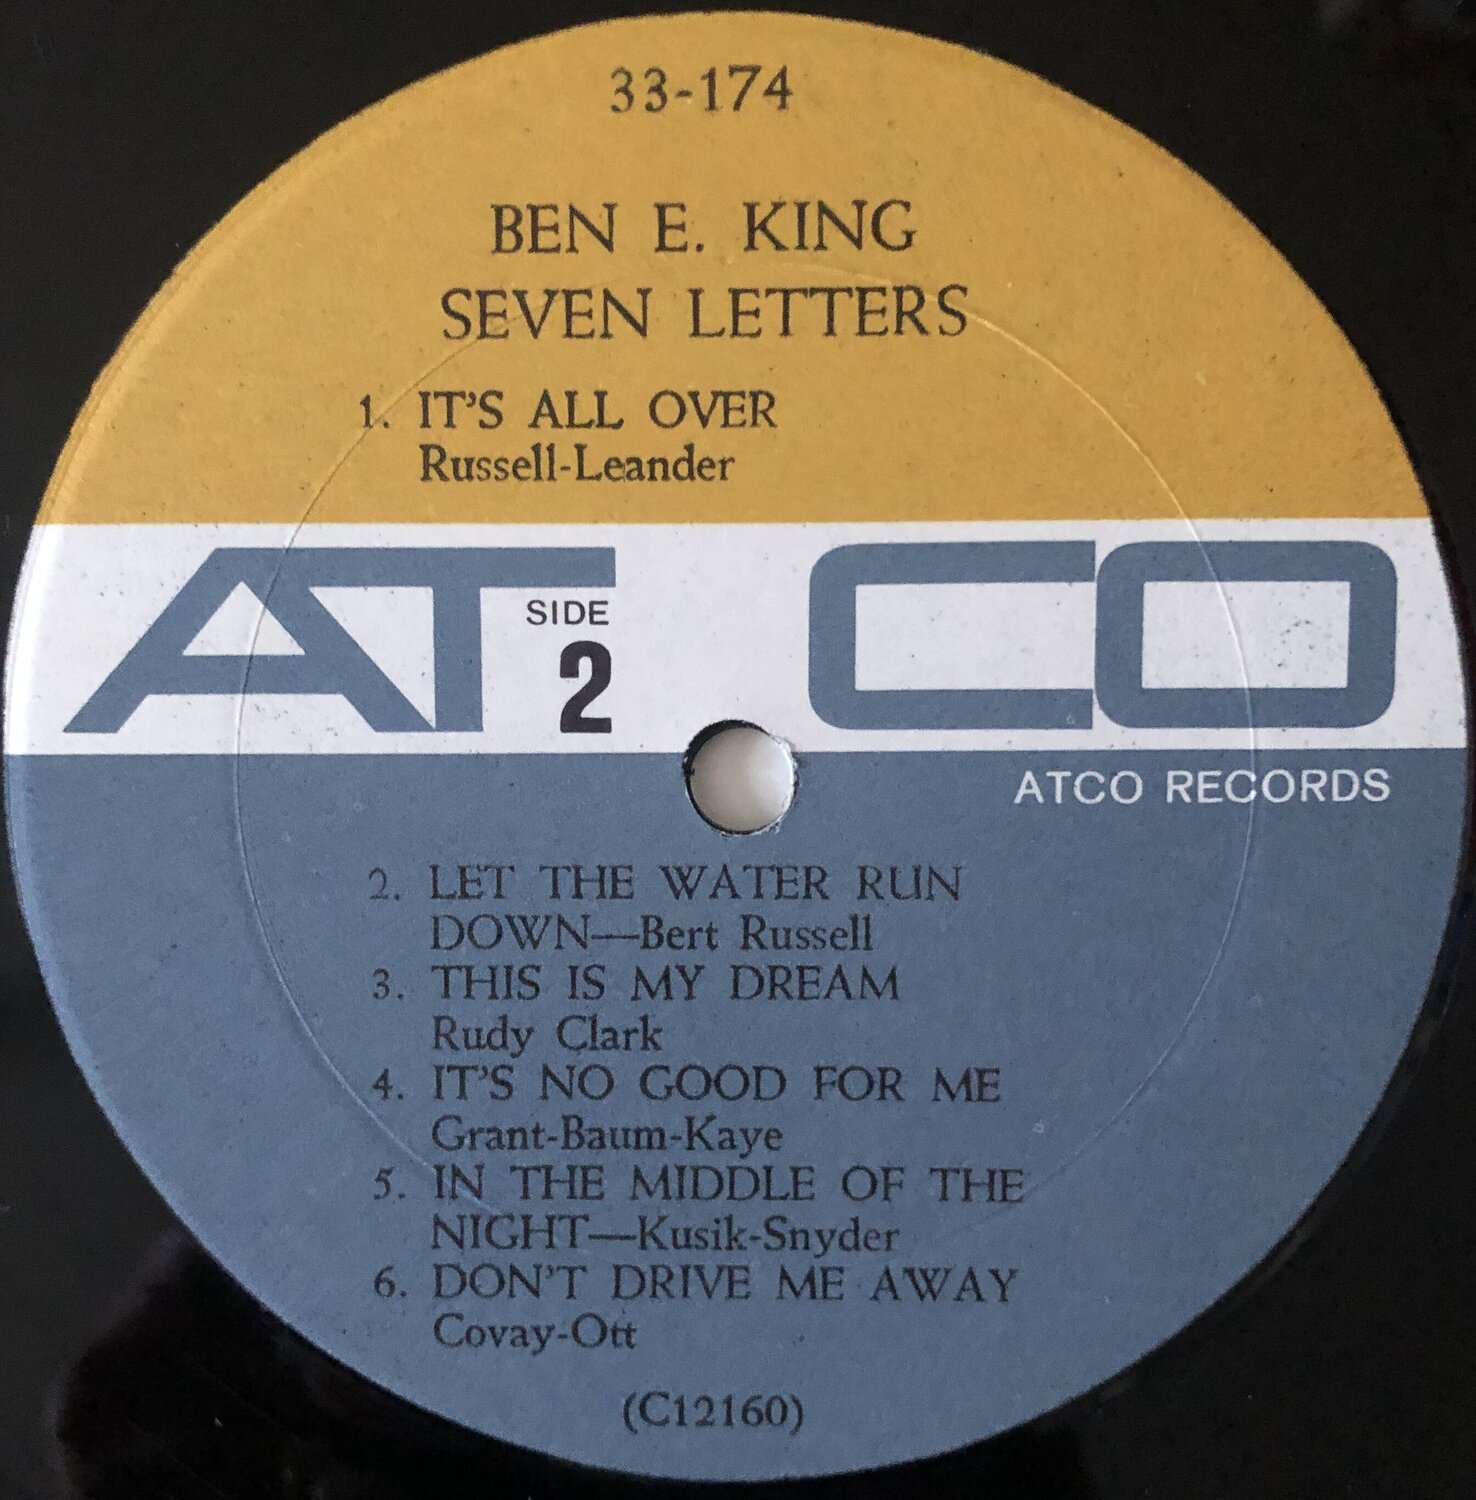 33-174
BEN E. KING
SEVEN LETTERS
1. IT'S ALL OVER
Russell-Leander
ATCO
SIDE
2
ATCO RECORDS
2. LET THE WATER RUN
DOWN—Bert Russell
3. THIS IS MY DREAM
Rudy Clark
4. IT'S NO GOOD FOR ME
Grant-Baum-Kaye
5. IN THE MIDDLE OF THE
NIGHT—Kusik-Snyder
6. DON'T DRIVE ME AWAY
Covay-Ott
(C12160)